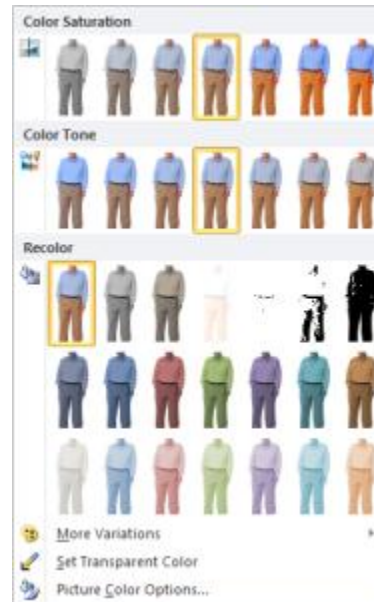 Color Saturation
Color Tone
Recolor
More Variations
Set Transparent Color
Picture Color Options...